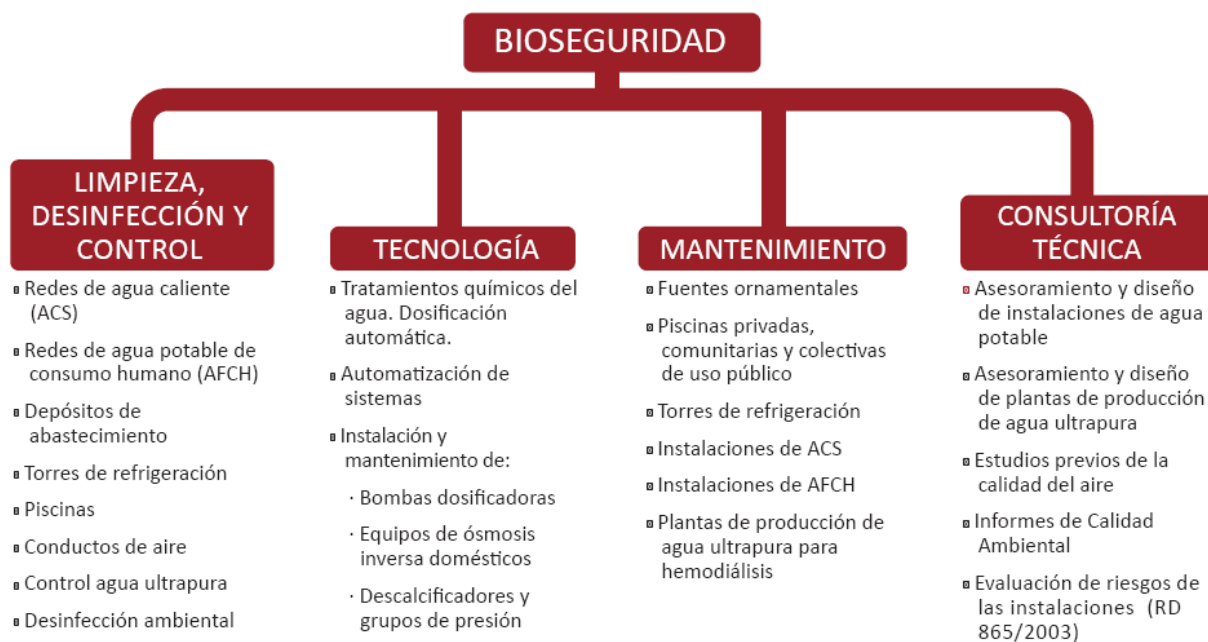 BIOSEGURIDAD
LIMPIEZA,
DESINFECCIÓN Y
CONTROL
Redes de agua caliente
(ACS)
Redes de agua potable de
consumo humano (AFCH)
Depósitos de
abastecimiento
Torres de refrigeración
Piscinas
Conductos de aire
Control agua ultrapura
Desinfección ambiental
TECNOLOGÍA
Tratamientos químicos del
agua. Dosificación
automática.
Automatización de
sistemas
Instalación y
mantenimiento de:
· Bombas dosificadoras
· Equipos de ósmosis
inversa domésticos
· Descalcificadores y
grupos de presión
MANTENIMIENTO
Fuentes ornamentales
Piscinas privadas,
comunitarias y colectivas
de uso público
Torres de refrigeración
Instalaciones de ACS
Instalaciones de AFCH
Plantas de producción de
agua ultrapura para
hemodiálisis
CONSULTORÍA
TÉCNICA
Asesoramiento y diseño
de instalaciones de agua
potable
Asesoramiento y diseño
de plantas de producción
de agua ultrapura
Estudios previos de la
calidad del aire
Informes de Calidad
Ambiental
Evaluación de riesgos de
las instalaciones (RD
865/2003)